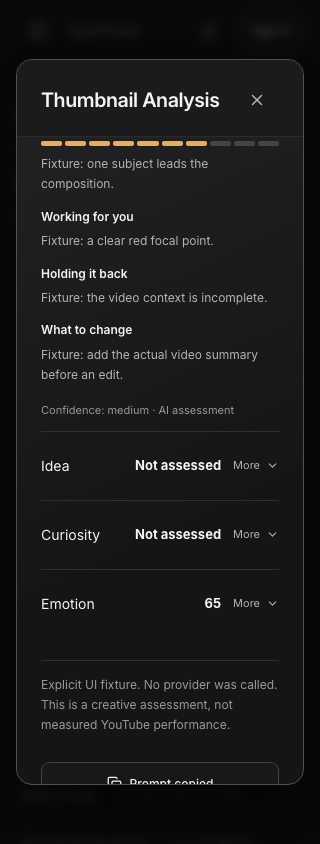 Thumbnail Analysis
Fixture: one subject leads the
composition.
Working for you
Fixture: a clear red focal point.
Holding it back
Fixture: the video context is incomplete.
What to change
Fixture: add the actual video summary
before an edit.
Confidence: medium · AI assessment
Idea Not assessed More
Curiosity Not assessed More
Emotion 65 More
Explicit UI fixture. No provider was called.
This is a creative assessment, not
measured YouTube performance.
Prompt copied